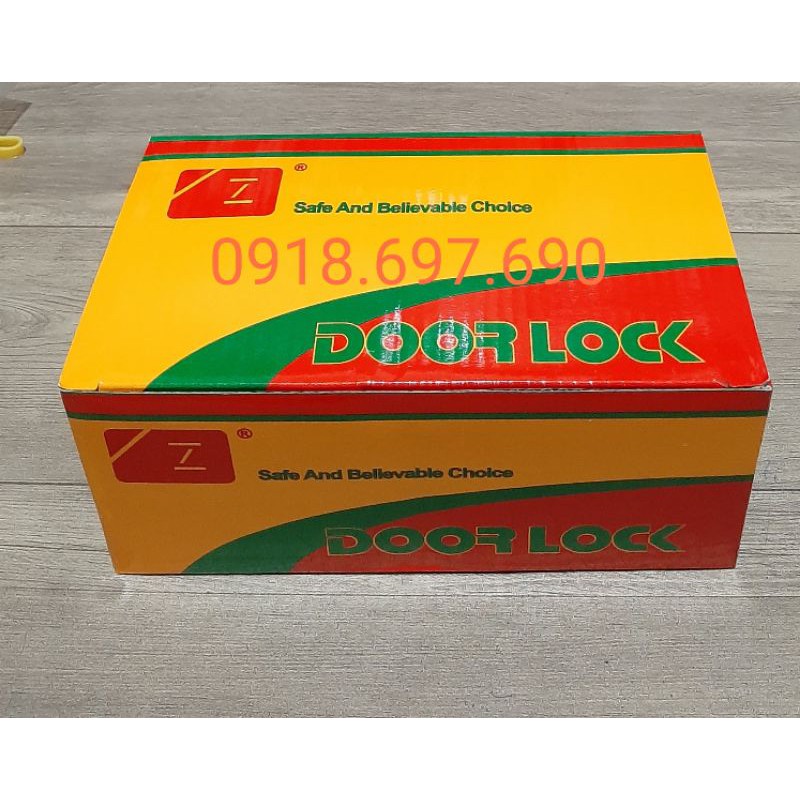 Z ®
Safe And Believable Choice
0918.697.690
DOOR LOCK
Z ®
Safe And Believable Choice
DOOR LOCK